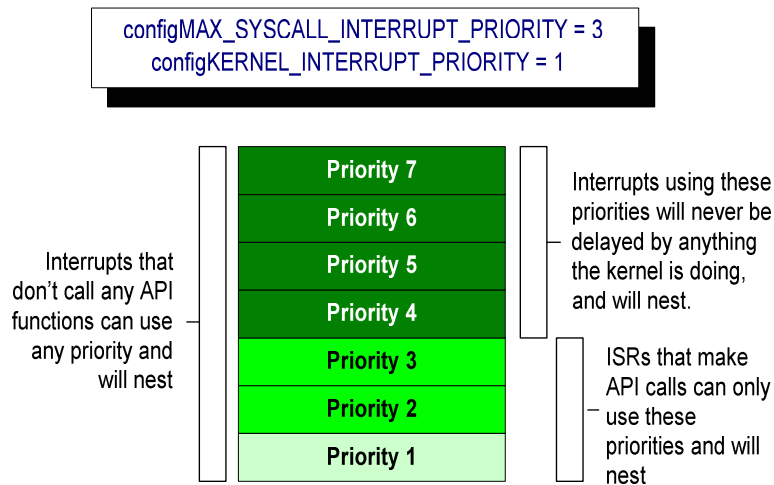 configMAX_SYSCALL_INTERRUPT_PRIORITY = 3
configKERNEL_INTERRUPT_PRIORITY = 1
Interrupts that
don't call any API
functions can use
any priority and
will nest
Priority 7
Priority 6
Priority 5
Priority 4
Priority 3
Priority 2
Priority 1
Interrupts using these
priorities will never be
delayed by anything
the kernel is doing,
and will nest.
ISRs that make
API calls can only
use these
priorities and will
nest